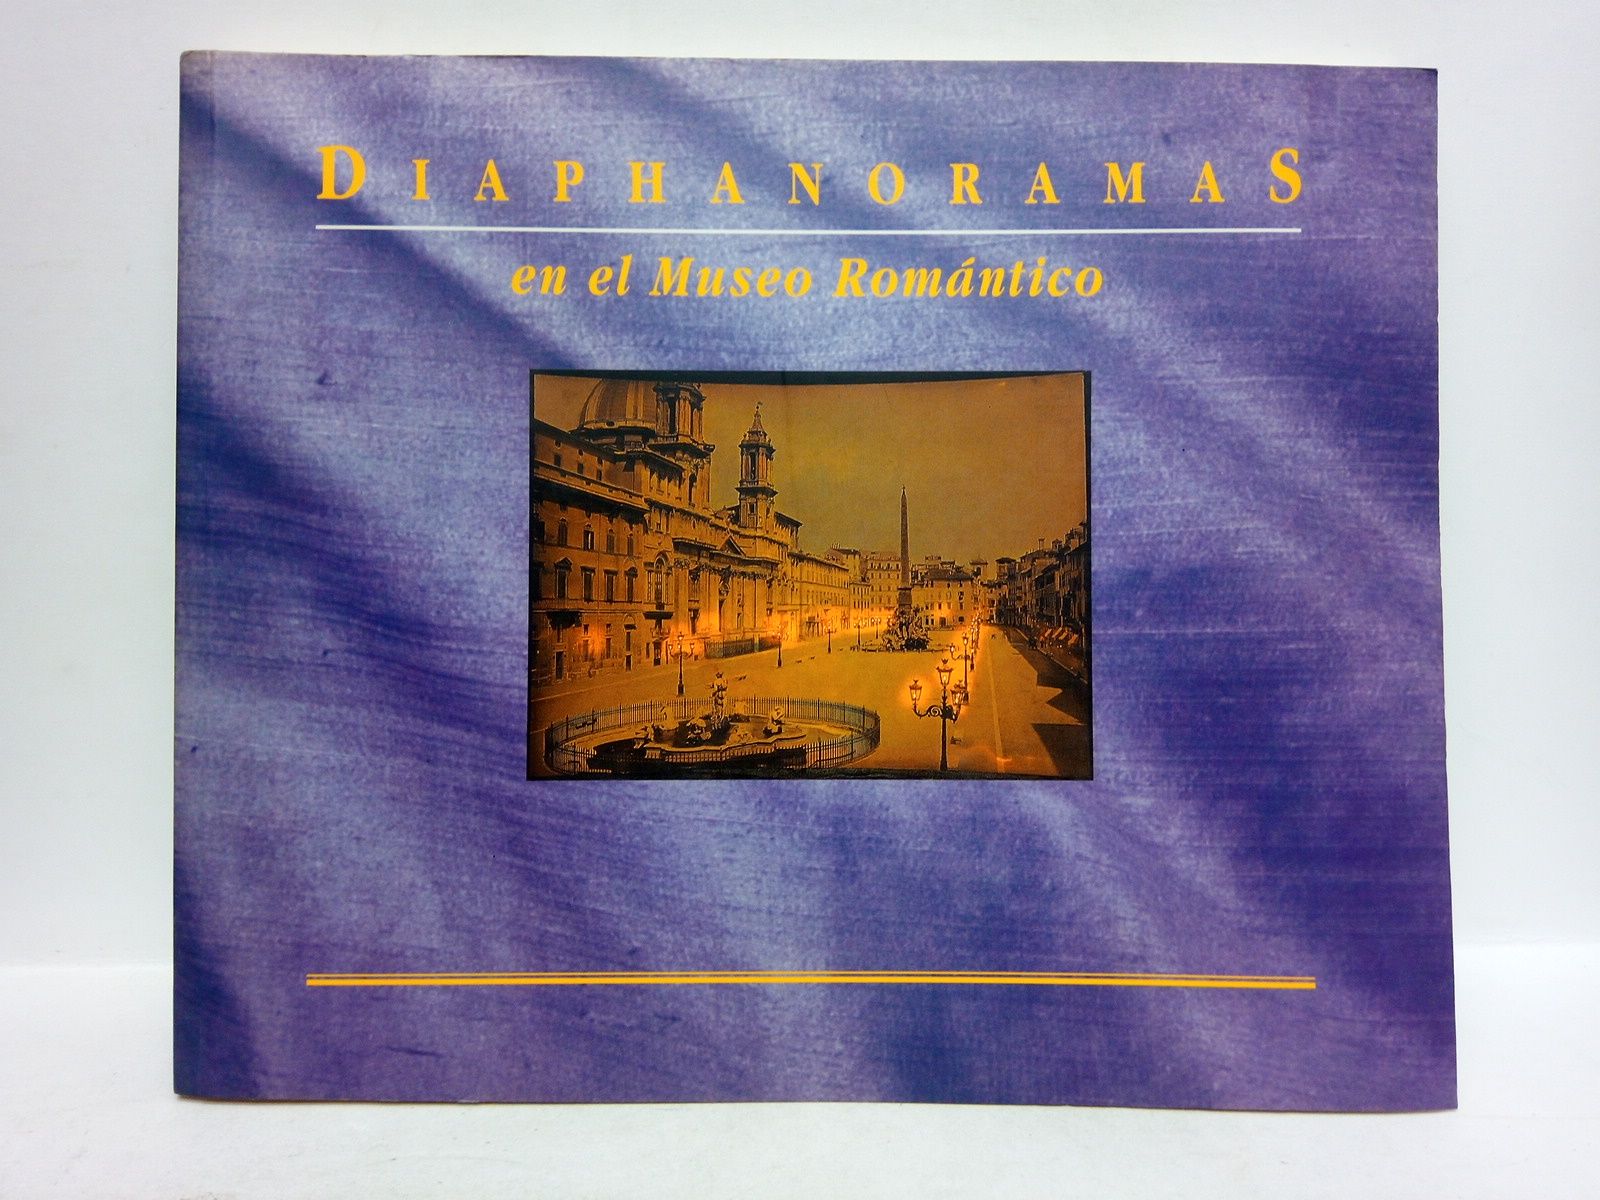 DIAPHANORAMAS
en el Museo Romántico